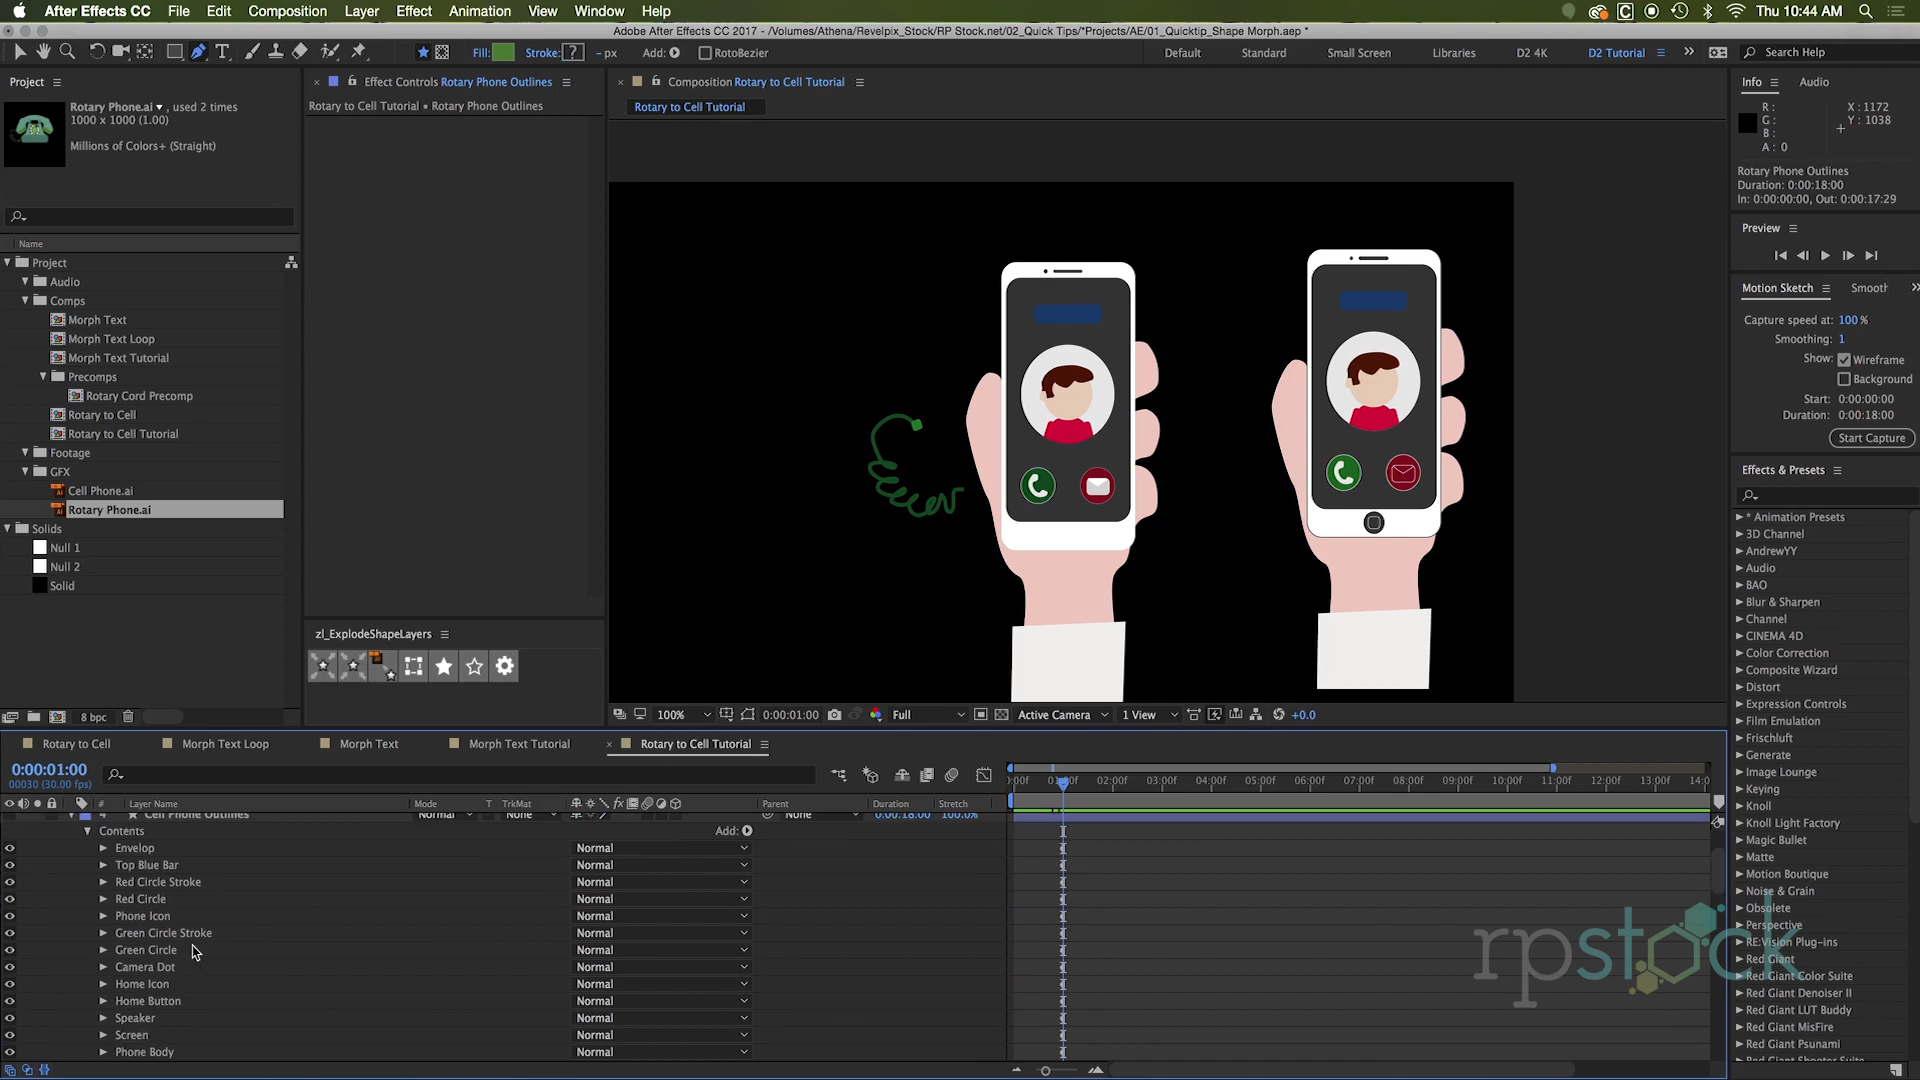 After Effects CC File Edit Composition Layer Effect Animation View Window Help
Thu 10:44 AM
Adobe After Effects CC 2017 - /Volumes/Athena/Revelpix_Stock/RP Stock.net/02_Quick Tips/*Projects/AE/01_Quicktip_Shape Morph.aep *
Fill: Stroke: ? - px Add: RotoBezier
Default Standard Small Screen Libraries D2 4K D2 Tutorial Search Help
Project
Rotary Phone.ai , used 2 times
1000 x 1000 (1.00)
Millions of Colors+ (Straight)
Name
Project
Audio
Comps
Morph Text
Morph Text Loop
Morph Text Tutorial
Precomps
Rotary Cord Precomp
Rotary to Cell
Rotary to Cell Tutorial
Footage
GFX
Cell Phone.ai
Rotary Phone.ai
Solids
Null 1
Null 2
Solid
8 bpc
Effect Controls Rotary Phone Outlines
Rotary to Cell Tutorial • Rotary Phone Outlines
zl_ExplodeShapeLayers
Composition Rotary to Cell Tutorial
Rotary to Cell Tutorial
100% 0:00:01:00 Full Active Camera 1 View +0.0
Info Audio
R: X: 1172
G: Y: 1038
B:
A: 0
Rotary Phone Outlines
Duration: 0:00:18:00
In: 0:00:00:00, Out: 0:00:17:29
Preview
Motion Sketch Smooth
Capture speed at: 100 %
Smoothing: 1
Show: Wireframe
Background
Start: 0:00:00:00
Duration: 0:00:18:00
Start Capture
Effects & Presets
* Animation Presets
3D Channel
AndrewYY
Audio
BAO
Blur & Sharpen
Channel
CINEMA 4D
Color Correction
Composite Wizard
Distort
Expression Controls
Film Emulation
Frischluft
Generate
Image Lounge
Keying
Knoll
Knoll Light Factory
Magic Bullet
Matte
Motion Boutique
Noise & Grain
Obsolete
Perspective
RE:Vision Plug-ins
Red Giant
Red Giant Color Suite
Red Giant Denoiser II
Red Giant LUT Buddy
Red Giant MisFire
Red Giant Psunami
Red Giant Shooter Suite
Rotary to Cell Morph Text Loop Morph Text Morph Text Tutorial Rotary to Cell Tutorial
0:00:01:00
00030 (30.00 fps)
# Layer Name Mode T TrkMat Parent Duration Stretch
02:00f 03:00f 04:00f 05:00f 06:00f 07:00f 08:00f 09:00f 10:00f 11:00f 12:00f 13:00f
4 Cell Phone Outlines Normal None None 0:00:18:00 100.0%
Contents Add:
Envelop Normal
Top Blue Bar Normal
Red Circle Stroke Normal
Red Circle Normal
Phone Icon Normal
Green Circle Stroke Normal
Green Circle Normal
Camera Dot Normal
Home Icon Normal
Home Button Normal
Speaker Normal
Screen Normal
Phone Body Normal
rpstock